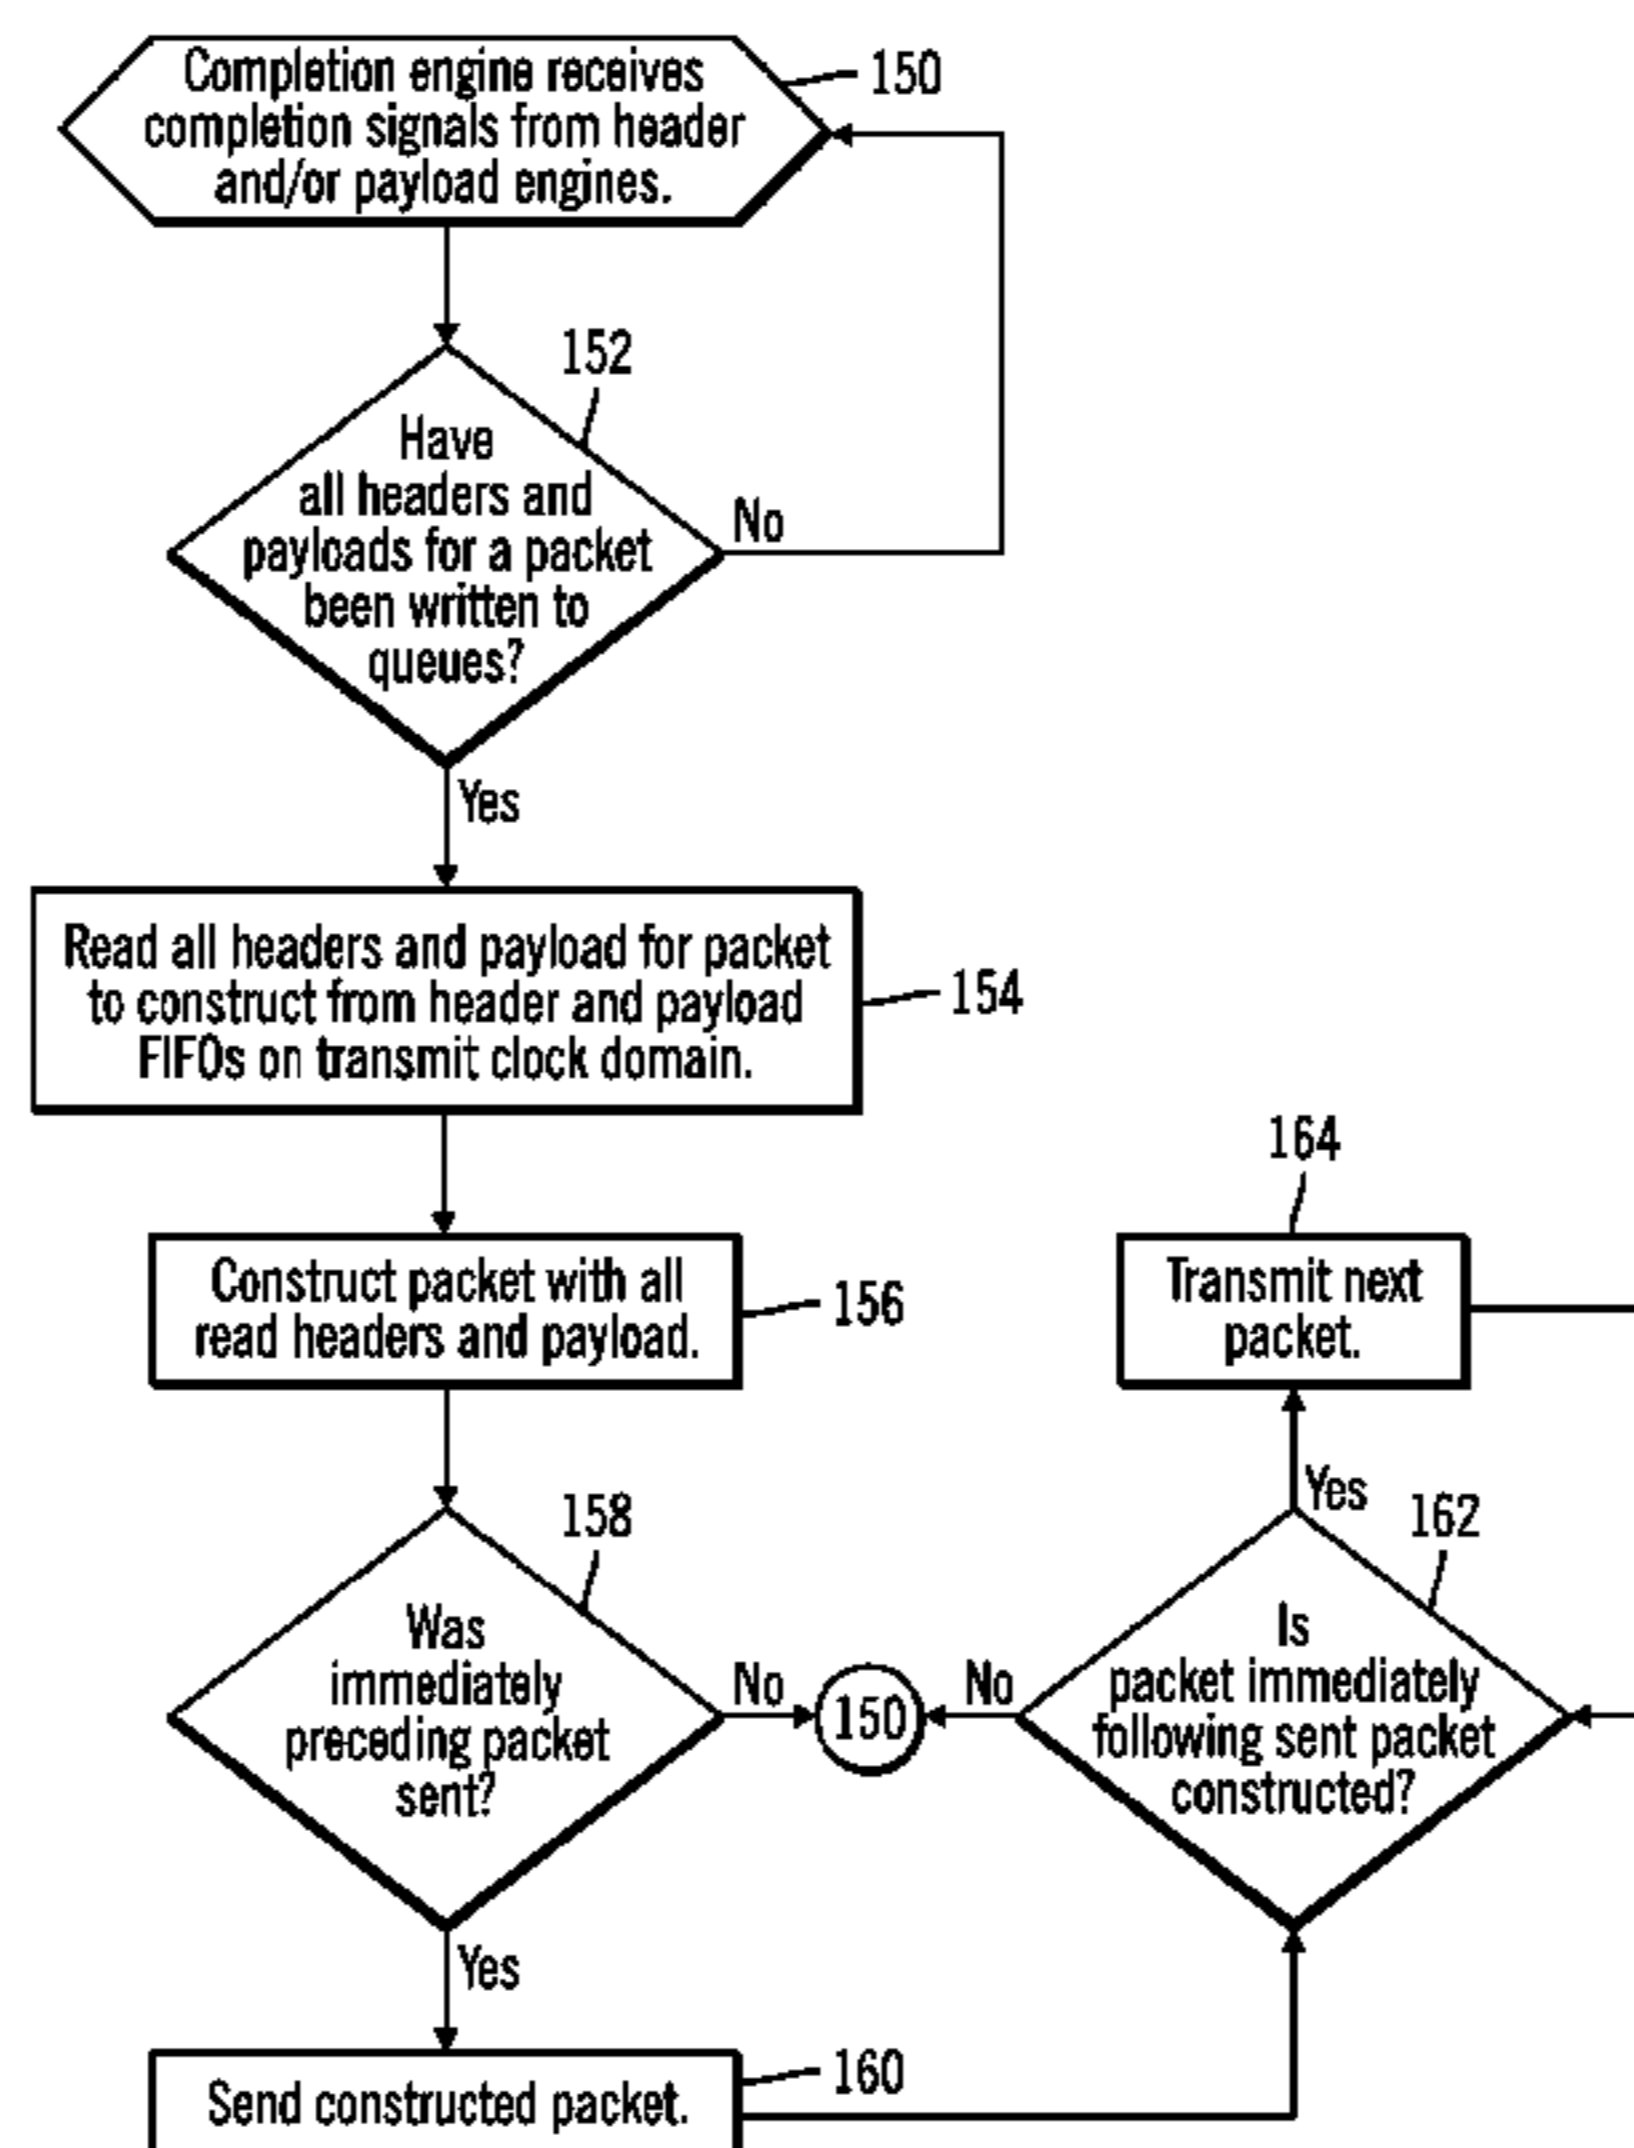 Completion engine receives
completion signals from header
and/or payload engines.
150
152
Have
all headers and
payloads for a packet
been written to
queues?
No
Yes
Read all headers and payload for packet
to construct from header and payload
FIFOs on transmit clock domain.
154
Construct packet with all
read headers and payload.
156
164
Transmit next
packet.
158
Was
immediately
preceding packet
sent?
No
150
No
Yes
162
Is
packet immediately
following sent packet
constructed?
Yes
Send constructed packet.
160